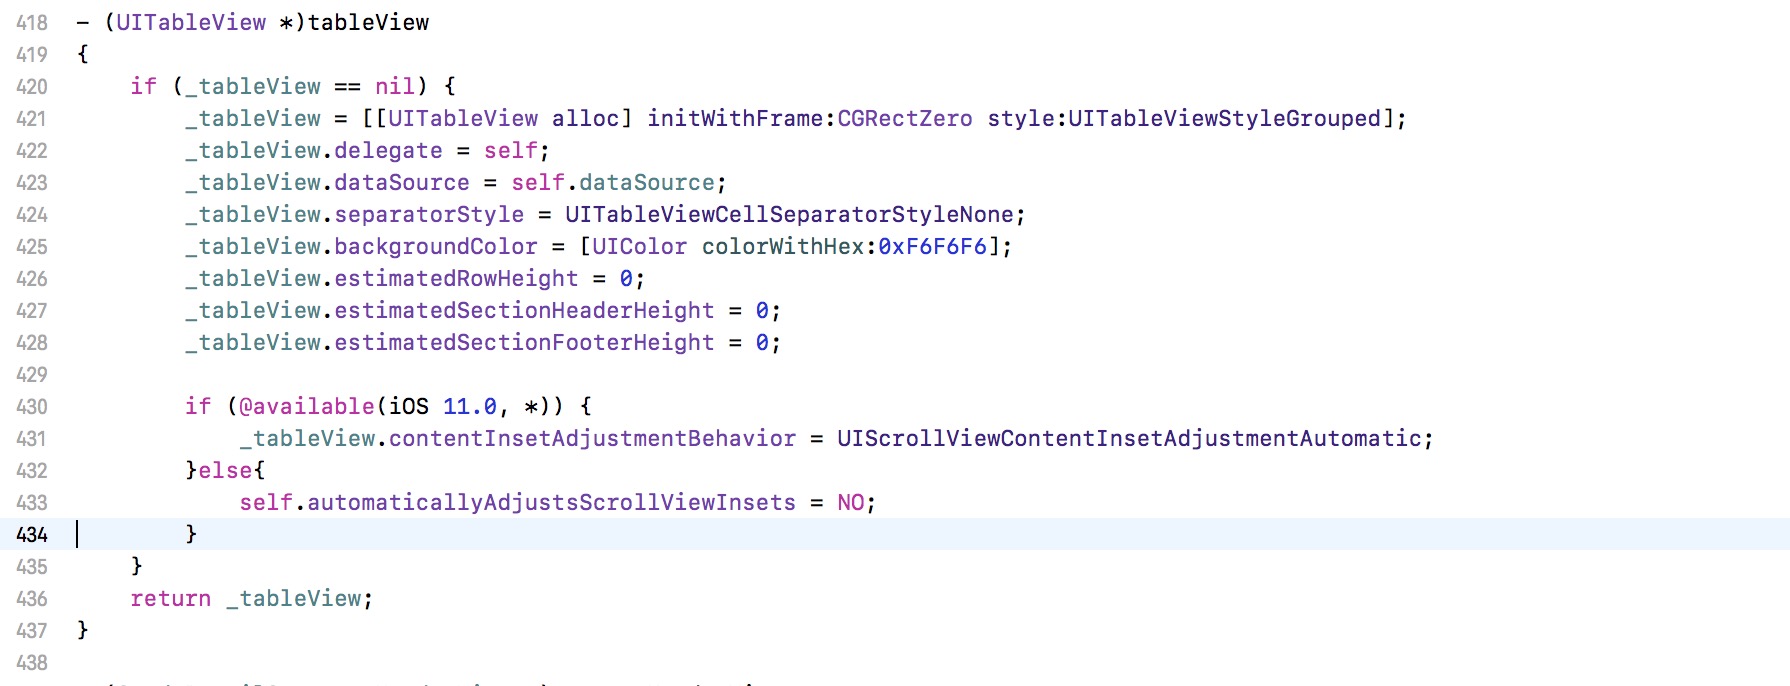 418 - (UITableView *)tableView
419 {
420     if (_tableView == nil) {
421         _tableView = [[UITableView alloc] initWithFrame:CGRectZero style:UITableViewStyleGrouped];
422         _tableView.delegate = self;
423         _tableView.dataSource = self.dataSource;
424         _tableView.separatorStyle = UITableViewCellSeparatorStyleNone;
425         _tableView.backgroundColor = [UIColor colorWithHex:0xF6F6F6];
426         _tableView.estimatedRowHeight = 0;
427         _tableView.estimatedSectionHeaderHeight = 0;
428         _tableView.estimatedSectionFooterHeight = 0;
429
430         if (@available(iOS 11.0, *)) {
431             _tableView.contentInsetAdjustmentBehavior = UIScrollViewContentInsetAdjustmentAutomatic;
432         }else{
433             self.automaticallyAdjustsScrollViewInsets = NO;
434         }
435     }
436     return _tableView;
437 }
438